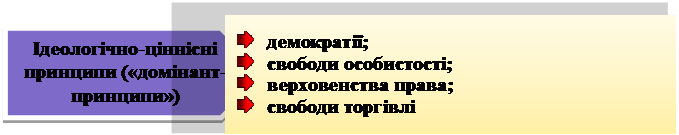 Ідеологічно-ціннісні
принципи («домінант-
принципи»)
демократії;
свободи особистості;
верховенства права;
свободи торгівлі